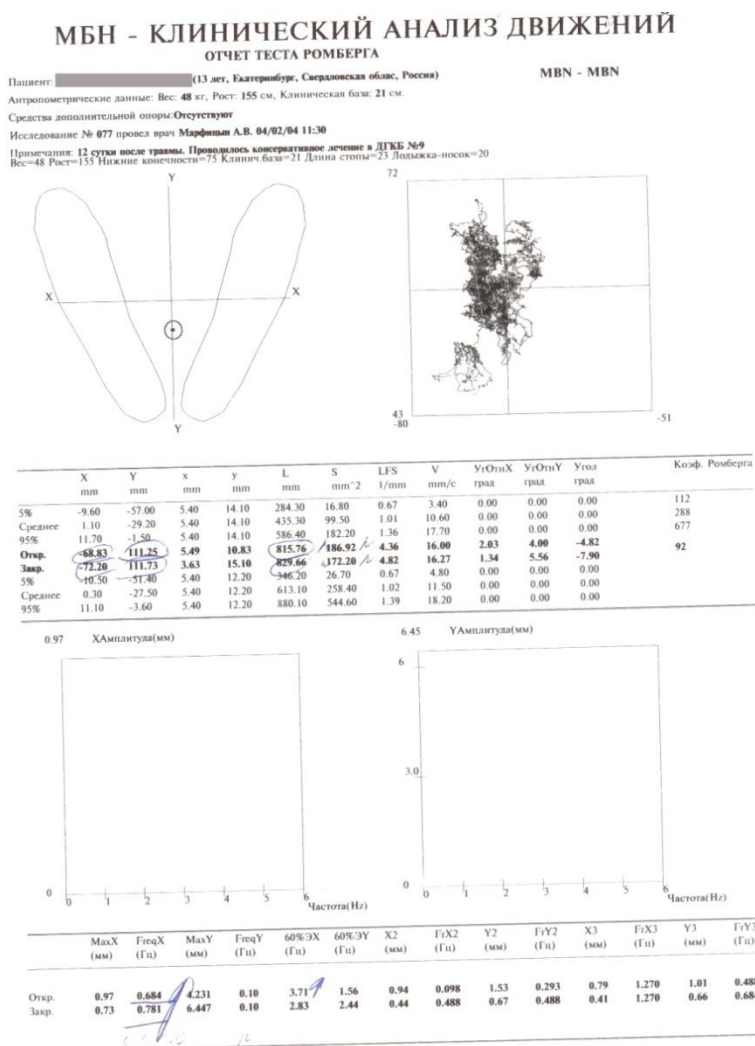 МБН - КЛИНИЧЕСКИЙ АНАЛИЗ ДВИЖЕНИЙ
ОТЧЕТ ТЕСТА РОМБЕРГА
Пациент: (13 лет, Екатеринбург, Свердловская облас, Россия) MBN - MBN
Антропометрические данные: Вес: 48 кг, Рост: 155 см, Клиническая база: 21 см.
Средства дополнительной опоры: Отсутствуют
Исследование № 077 провел врач Марфицын А.В. 04/02/04 11:30
Примечания: 12 сутки после травмы. Проводилось консервативное лечение в ДГКБ №9
Вес=48 Рост=155 Нижние конечности=75 Клинич.база=21 Длина стопы=23 Лодыжка-носок=20
Y
X X
Y
72
43
-80 -51
X Y x y L S LFS V УгОтнX УгОтнY Угол Коэф. Ромберга
mm mm mm mm mm mm^2 1/mm mm/c град град град
5% -9.60 -57.00 5.40 14.10 284.30 16.80 0.67 3.40 0.00 0.00 0.00 112
Среднее 1.10 -29.20 5.40 14.10 435.30 99.50 1.01 10.60 0.00 0.00 0.00 288
95% 11.70 -1.50 5.40 14.10 586.40 182.20 1.36 17.70 0.00 0.00 0.00 677
Откр. -68.83 111.25 5.49 10.83 815.76 186.92 4.36 16.00 2.03 4.00 -4.82 92
Закр. -72.20 111.73 3.63 15.10 829.66 172.20 4.82 16.27 1.34 5.56 -7.90
5% -10.50 -51.40 5.40 12.20 346.20 26.70 0.67 4.80 0.00 0.00 0.00
Среднее 0.30 -27.50 5.40 12.20 613.10 258.40 1.02 11.50 0.00 0.00 0.00
95% 11.10 -3.60 5.40 12.20 880.10 544.60 1.39 18.20 0.00 0.00 0.00
0.97 XАмплитуда(мм) 6.45 YАмплитуда(мм)
6
3.0
0 0
0 1 2 3 4 5 6 0 1 2 3 4 5 6
Частота(Hz) Частота(Hz)
MaxX FreqX MaxY FreqY 60%ЭX 60%ЭY X2 FrX2 Y2 FrY2 X3 FrX3 Y3 FrY3
(мм) (Гц) (мм) (Гц) (Гц) (Гц) (мм) (Гц) (мм) (Гц) (мм) (Гц) (мм) (Гц)
Откр. 0.97 0.684 4.231 0.10 3.71 1.56 0.94 0.098 1.53 0.293 0.79 1.270 1.01 0.488
Закр. 0.73 0.781 6.447 0.10 2.83 2.44 0.44 0.488 0.67 0.488 0.41 1.270 0.66 0.68